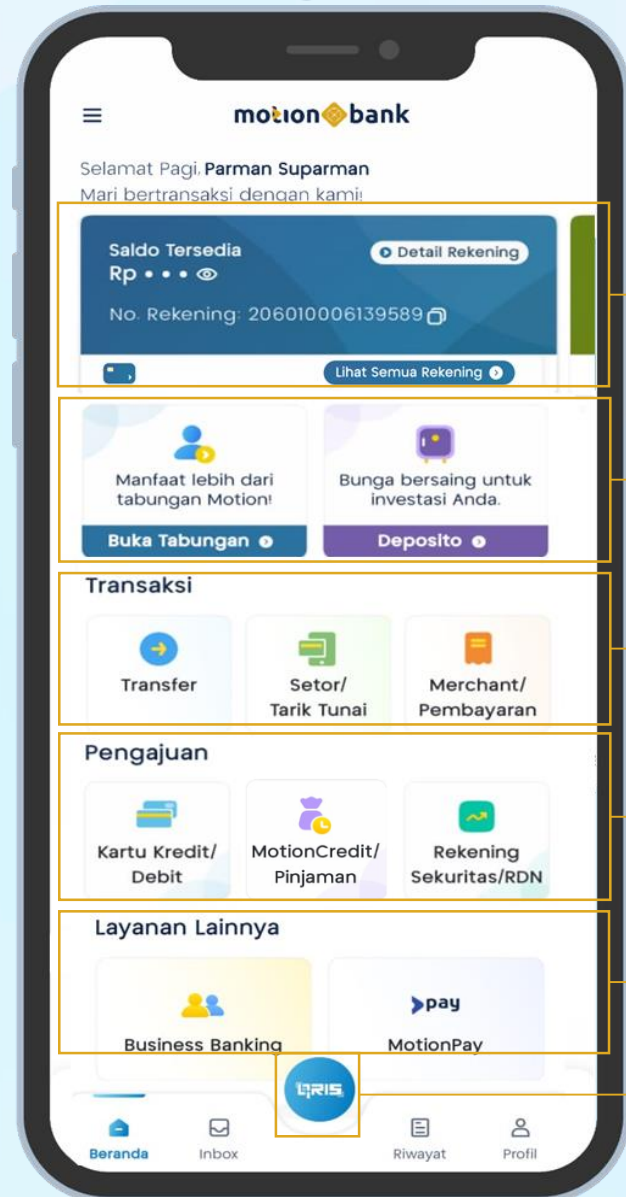 motion bank
Selamat Pagi, Parman Suparman
Mari bertransaksi dengan kami!
Saldo Tersedia
Detail Rekening
Rp • • •
No. Rekening: 206010006139589
Lihat Semua Rekening
Manfaat lebih dari
tabungan Motion!
Buka Tabungan
Bunga bersaing untuk
investasi Anda.
Deposito
Transaksi
Transfer
Setor/
Tarik Tunai
Merchant/
Pembayaran
Pengajuan
Kartu Kredit/
Debit
MotionCredit/
Pinjaman
Rekening
Sekuritas/RDN
Layanan Lainnya
Business Banking
pay
MotionPay
QRIS
Beranda
Inbox
Riwayat
Profil